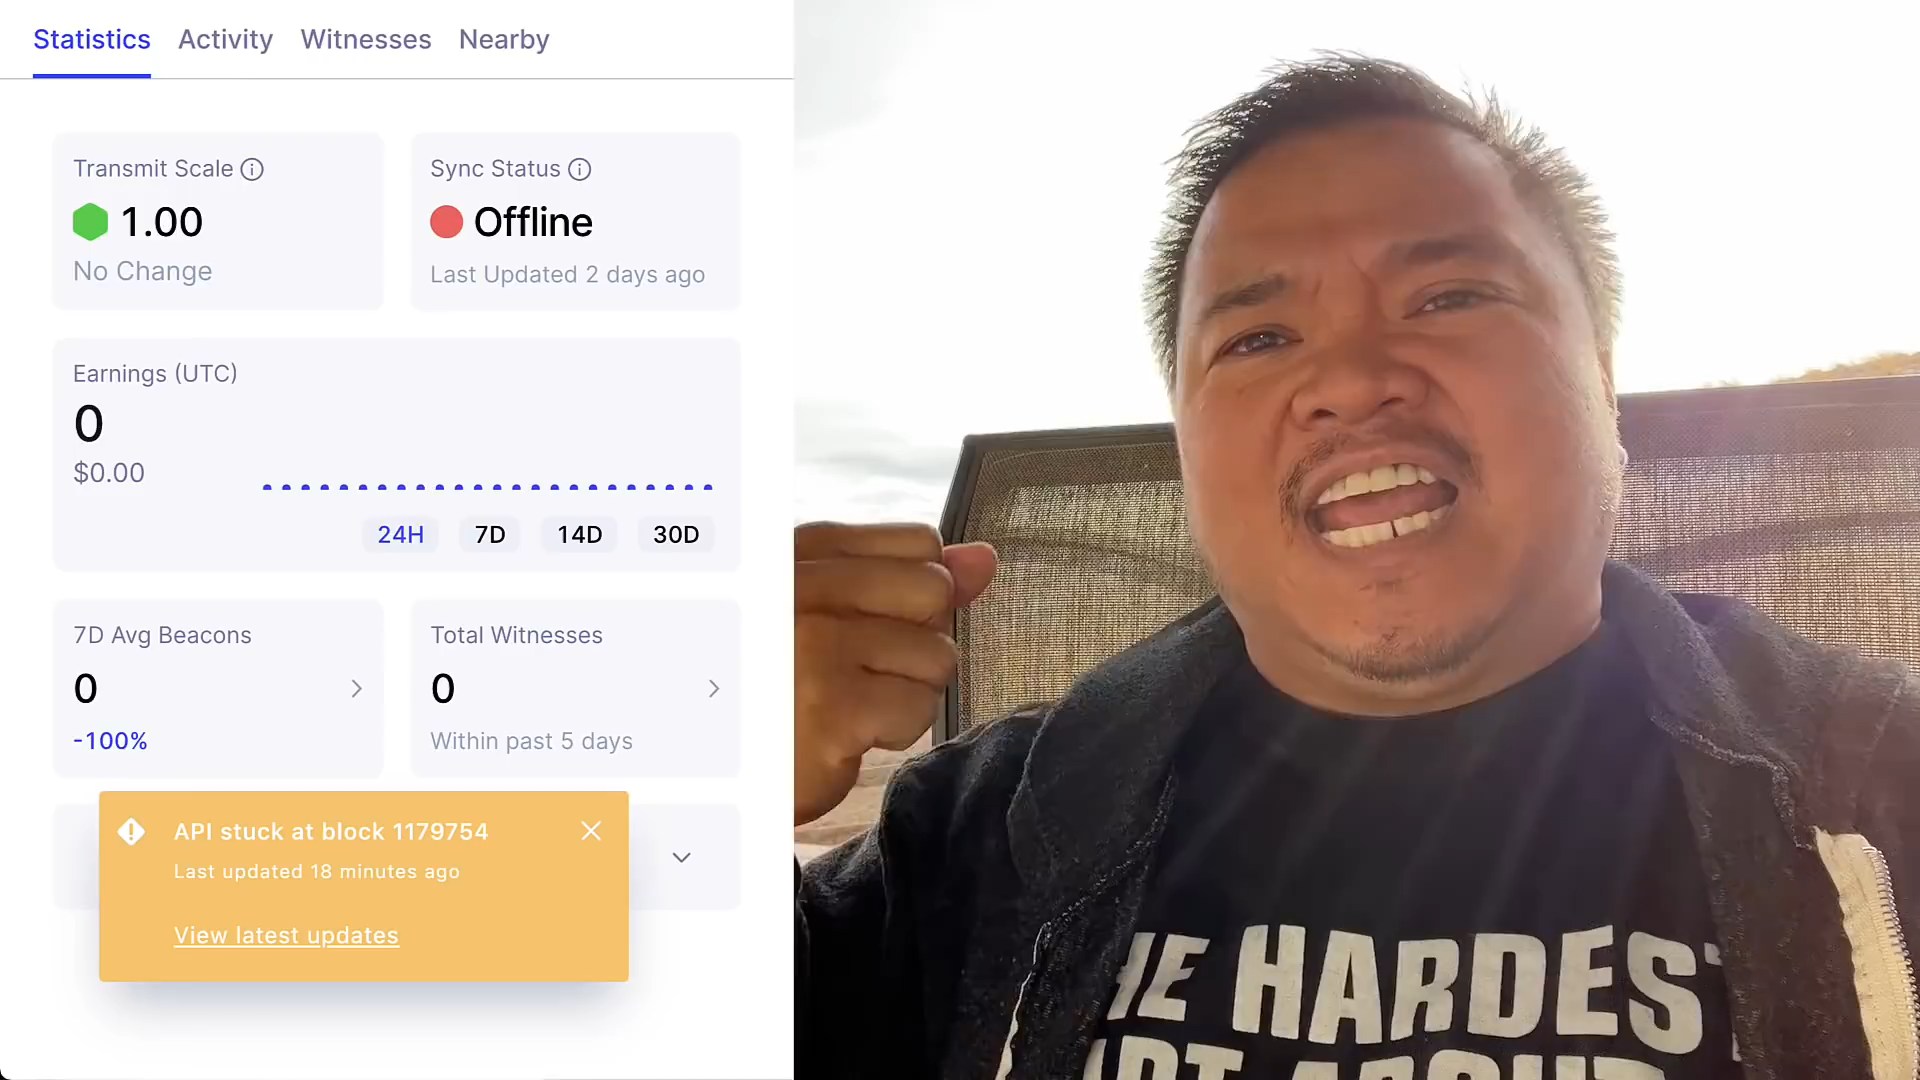 Statistics Activity Witnesses Nearby
Transmit Scale
1.00
No Change
Sync Status
Offline
Last Updated 2 days ago
Earnings (UTC)
0
$0.00
24H 7D 14D 30D
7D Avg Beacons
0
-100%
Total Witnesses
0
Within past 5 days
API stuck at block 1179754
Last updated 18 minutes ago
View latest updates
HARDEST